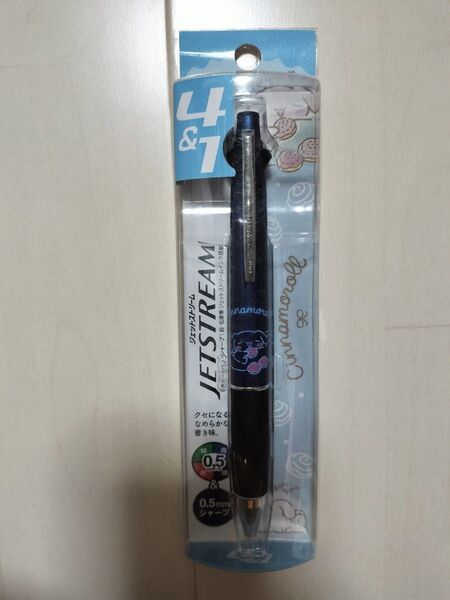 4
&1
ジェットストリーム
JETSTREAM
クセになる
なめらかな
書き味。
0.5
&
0.5mm
シャープ
Cinnamoroll
Cinnamoroll